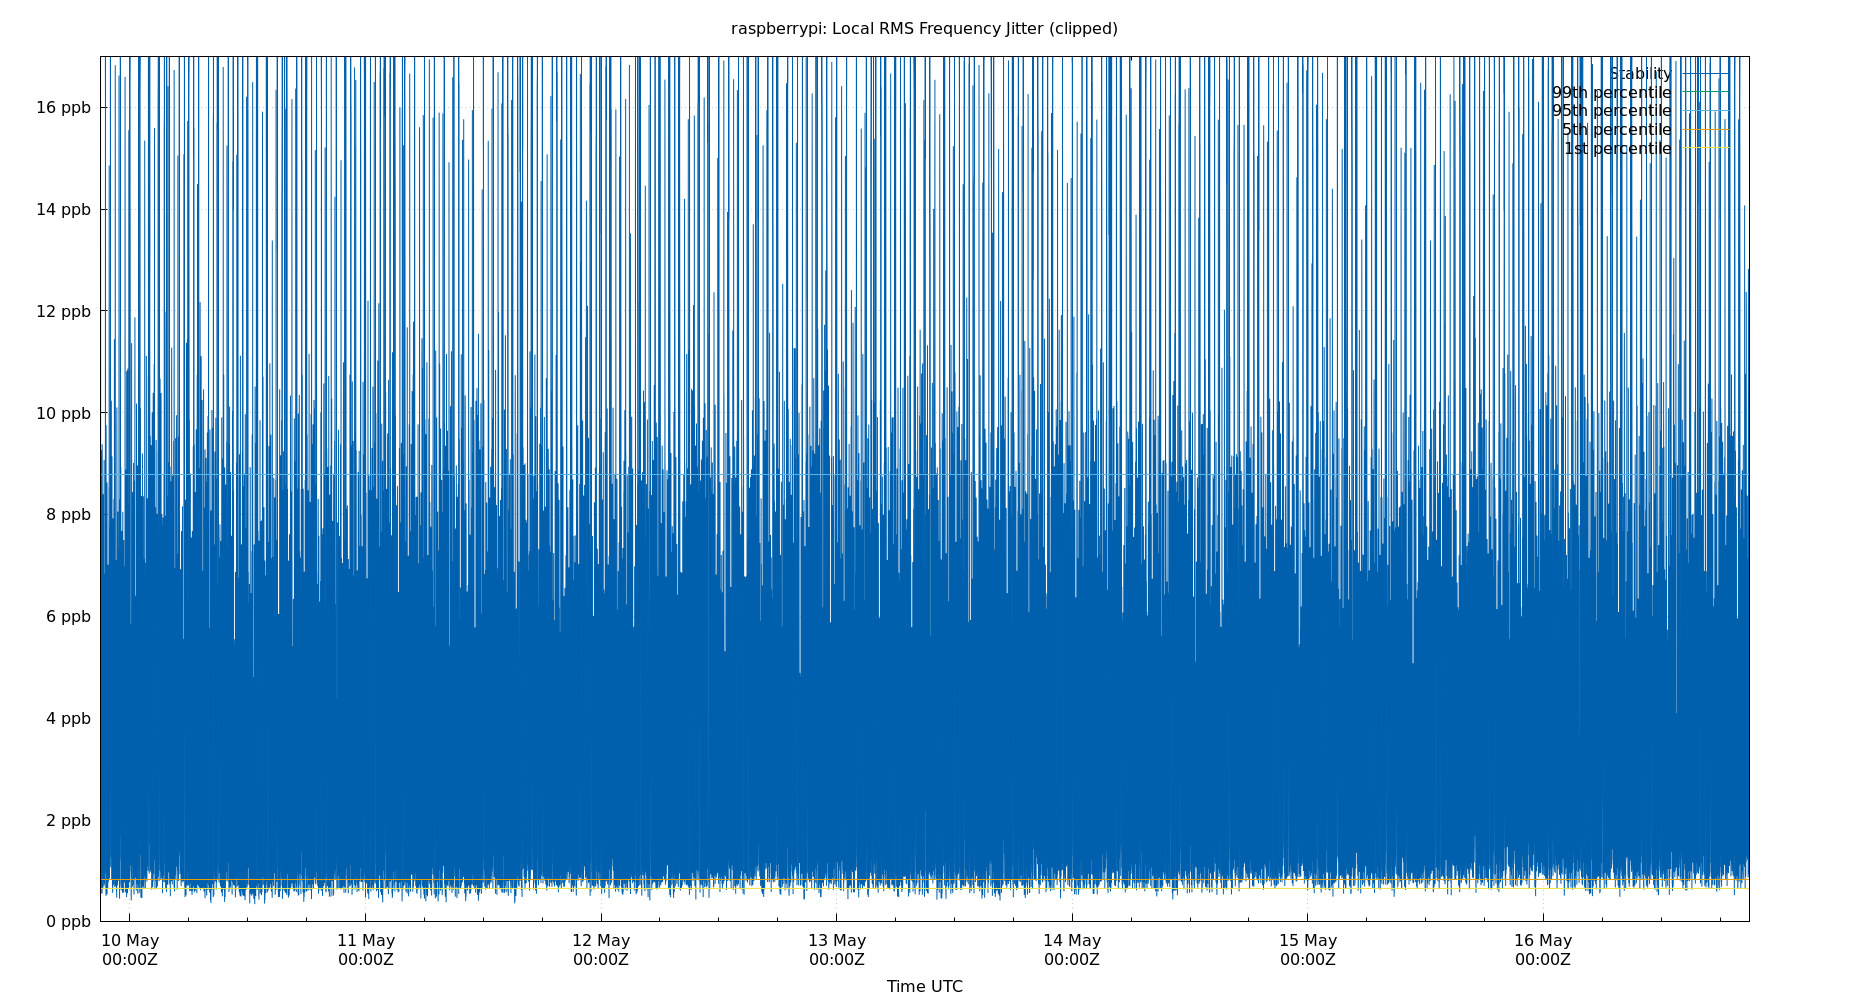 raspberrypi: Local RMS Frequency Jitter (clipped)
Stability
16 ppb
99th percentile
95th percentile
5th percentile
1st percentile
14 ppb
12 ppb
10 ppb
8 ppb
6 ppb
4 ppb
2 ppb
0 ppb
10 May 11 May 12 May 13 May 14 May 15 May 16 May
00:00Z 00:00Z 00:00Z 00:00Z 00:00Z 00:00Z 00:00Z
Time UTC